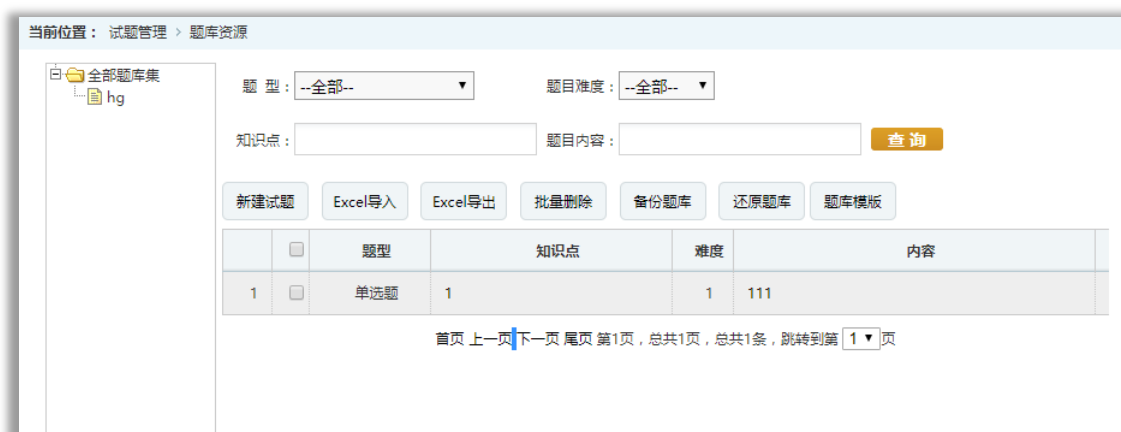 当前位置： 试题管理 > 题库资源
全部题库集
hg
题 型：--全部-- 题目难度：--全部--
知识点： 题目内容： 查 询
新建试题 Excel导入 Excel导出 批量删除 备份题库 还原题库 题库模版
题型 知识点 难度 内容
1 单选题 1 1 111
首页 上一页 下一页 尾页 第1页，总共1页，总共1条，跳转到第 1 页